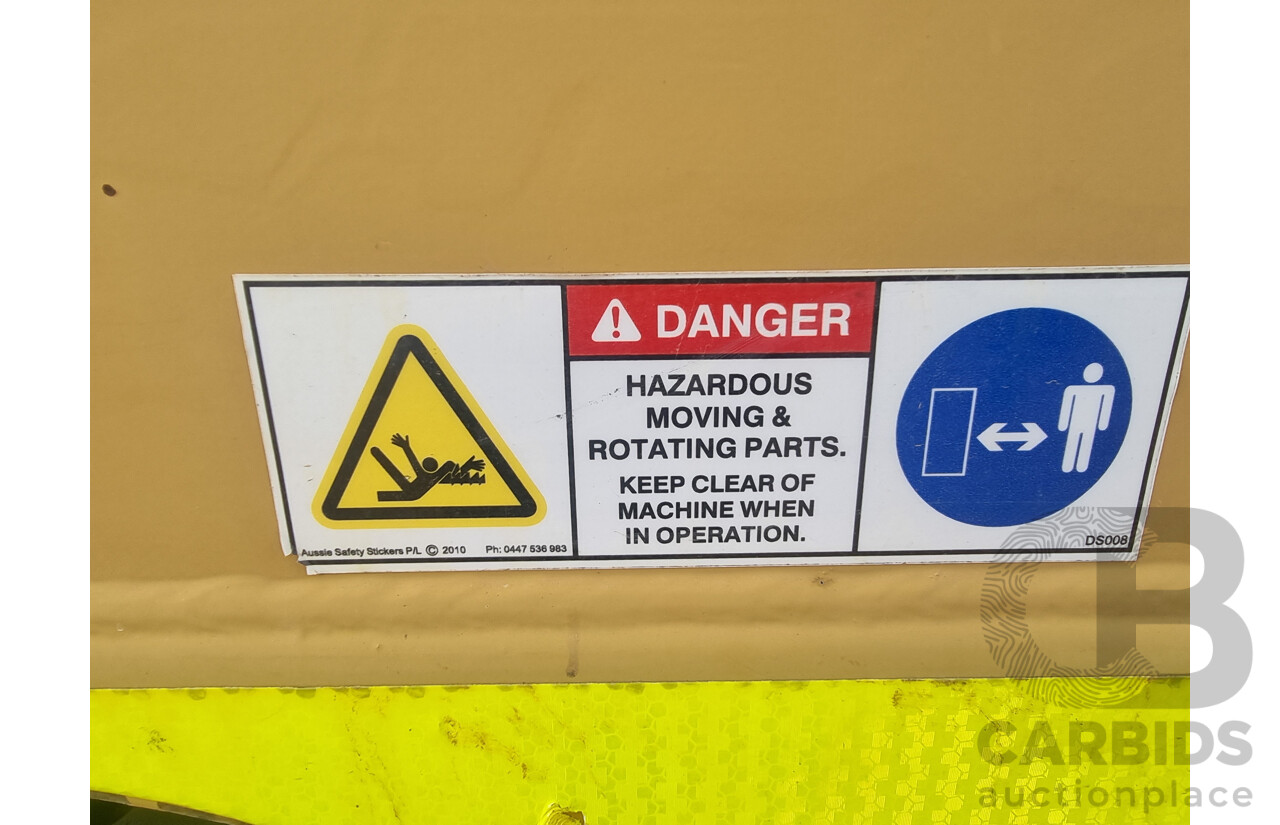 DANGER
HAZARDOUS
MOVING &
ROTATING PARTS.
KEEP CLEAR OF
MACHINE WHEN
IN OPERATION.
Aussie Safety Stickers P/L © 2010 Ph: 0447 536 983
DS008
CB
CARBIDS
auctionplace